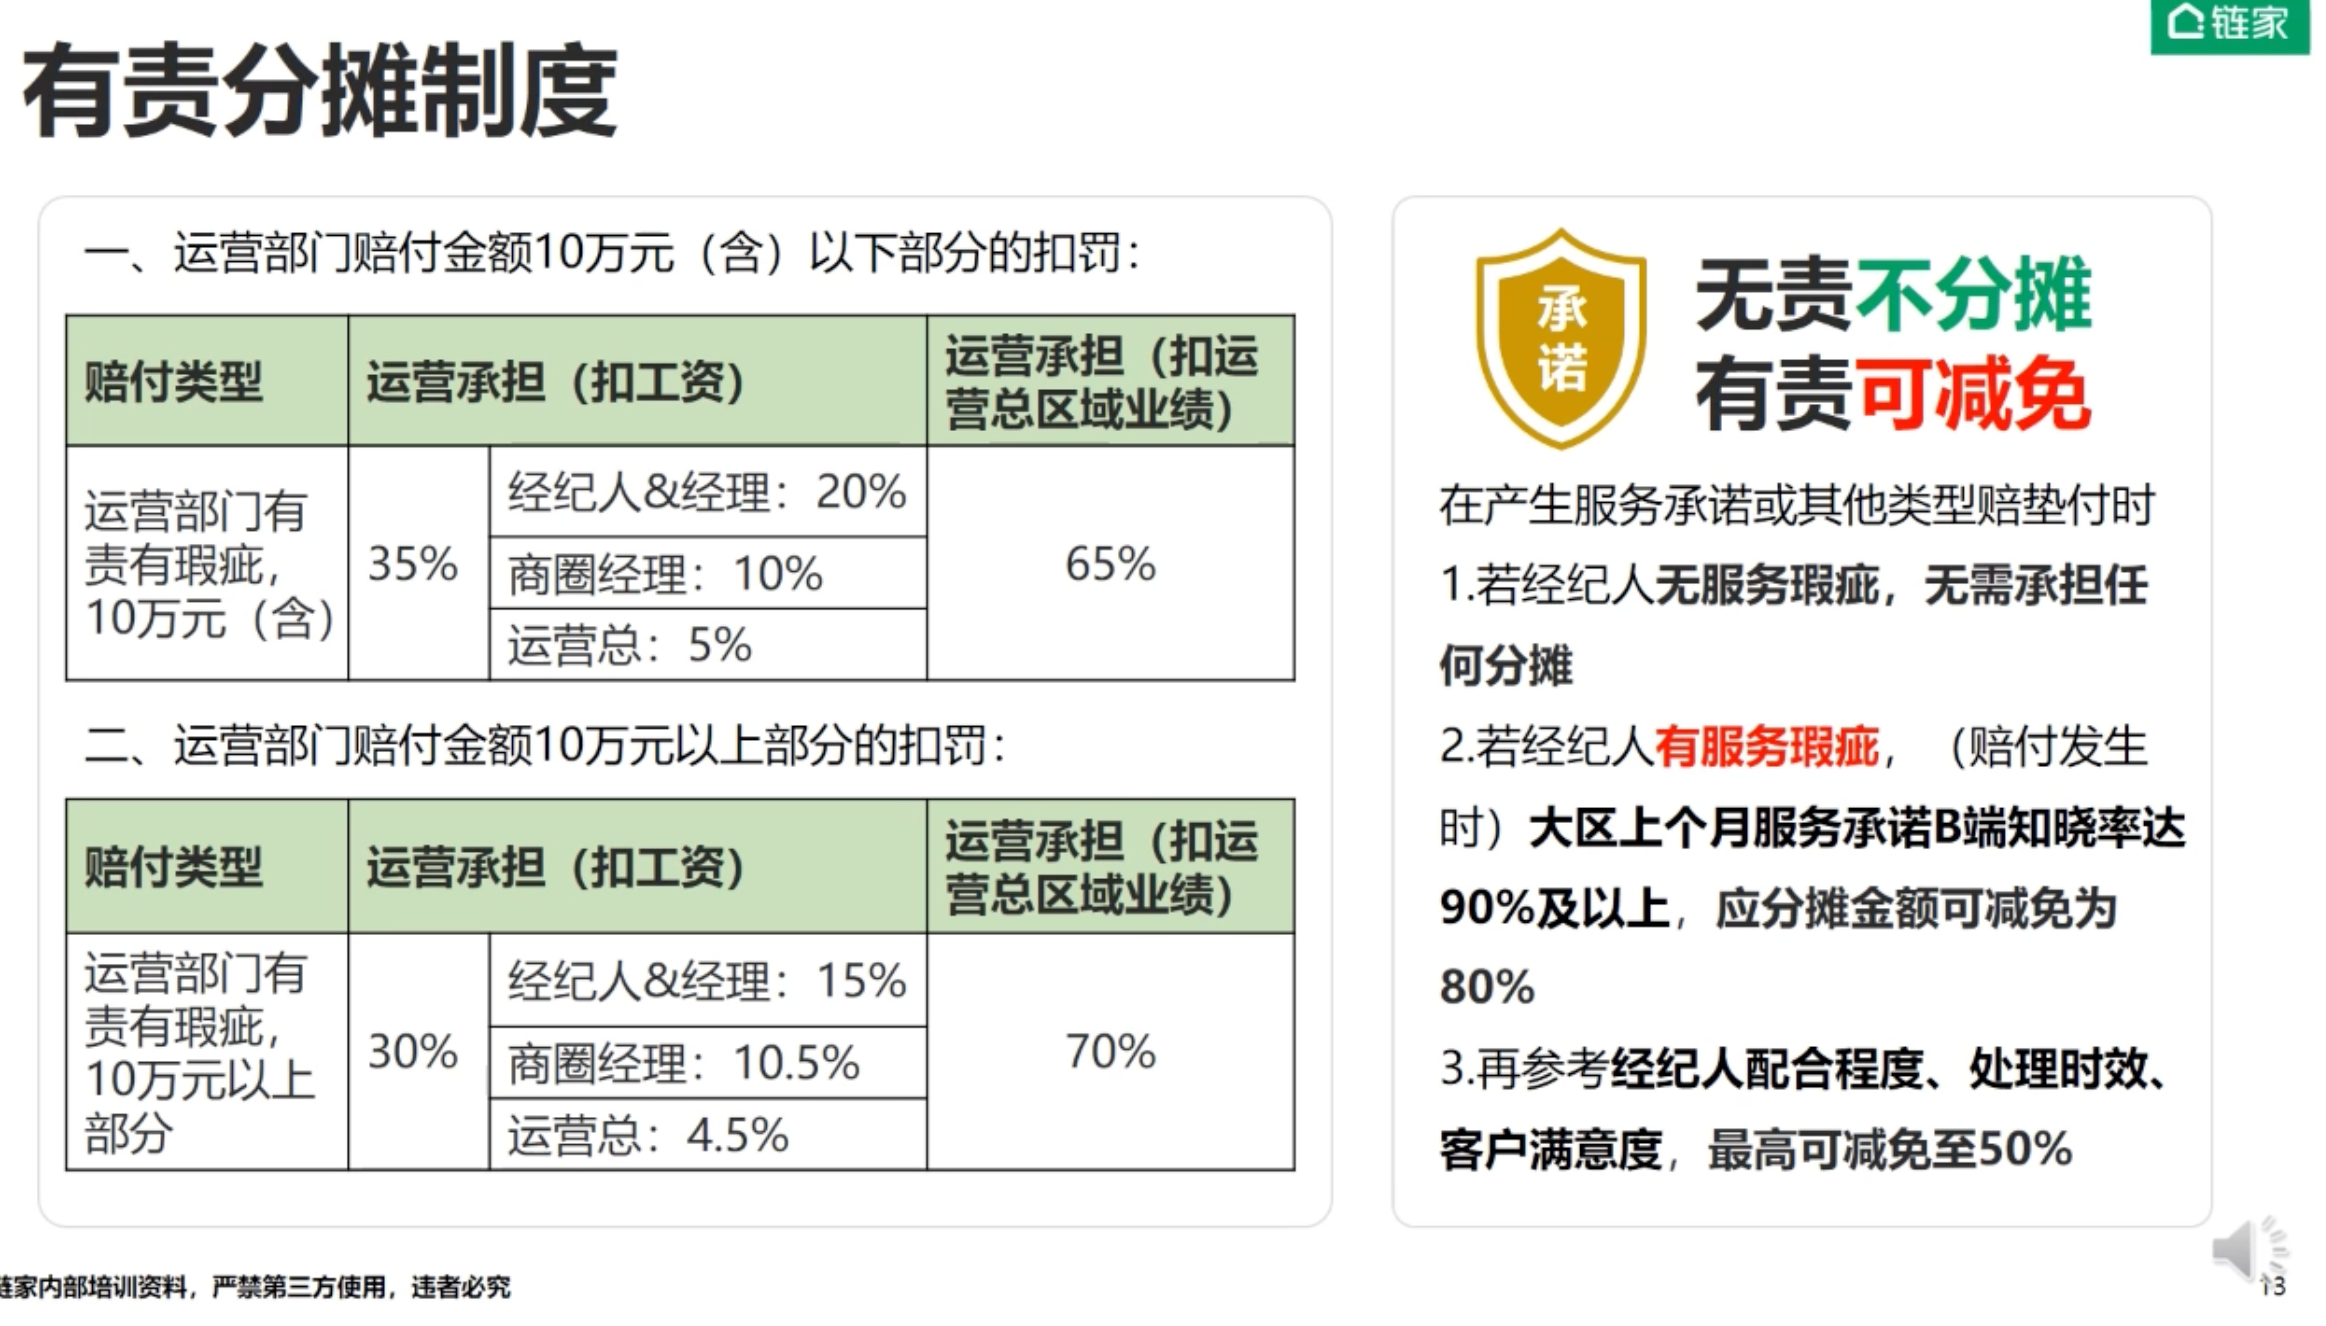 链家
有责分摊制度
一、运营部门赔付金额10万元（含）以下部分的扣罚：
赔付类型
运营承担（扣工资）
运营承担（扣运
营总区域业绩）
运营部门有
责有瑕疵，
10万元（含）
35%
经纪人&经理：20%
商圈经理：10%
运营总：5%
65%
二、运营部门赔付金额10万元以上部分的扣罚：
赔付类型
运营承担（扣工资）
运营承担（扣运
营总区域业绩）
运营部门有
责有瑕疵，
10万元以上
部分
30%
经纪人&经理：15%
商圈经理：10.5%
运营总：4.5%
70%
承
诺
无责不分摊
有责可减免
在产生服务承诺或其他类型赔垫付时
1.若经纪人无服务瑕疵，无需承担任
何分摊
2.若经纪人有服务瑕疵，（赔付发生
时）大区上个月服务承诺B端知晓率达
90%及以上，应分摊金额可减免为
80%
3.再参考经纪人配合程度、处理时效、
客户满意度，最高可减免至50%
链家内部培训资料，严禁第三方使用，违者必究
13